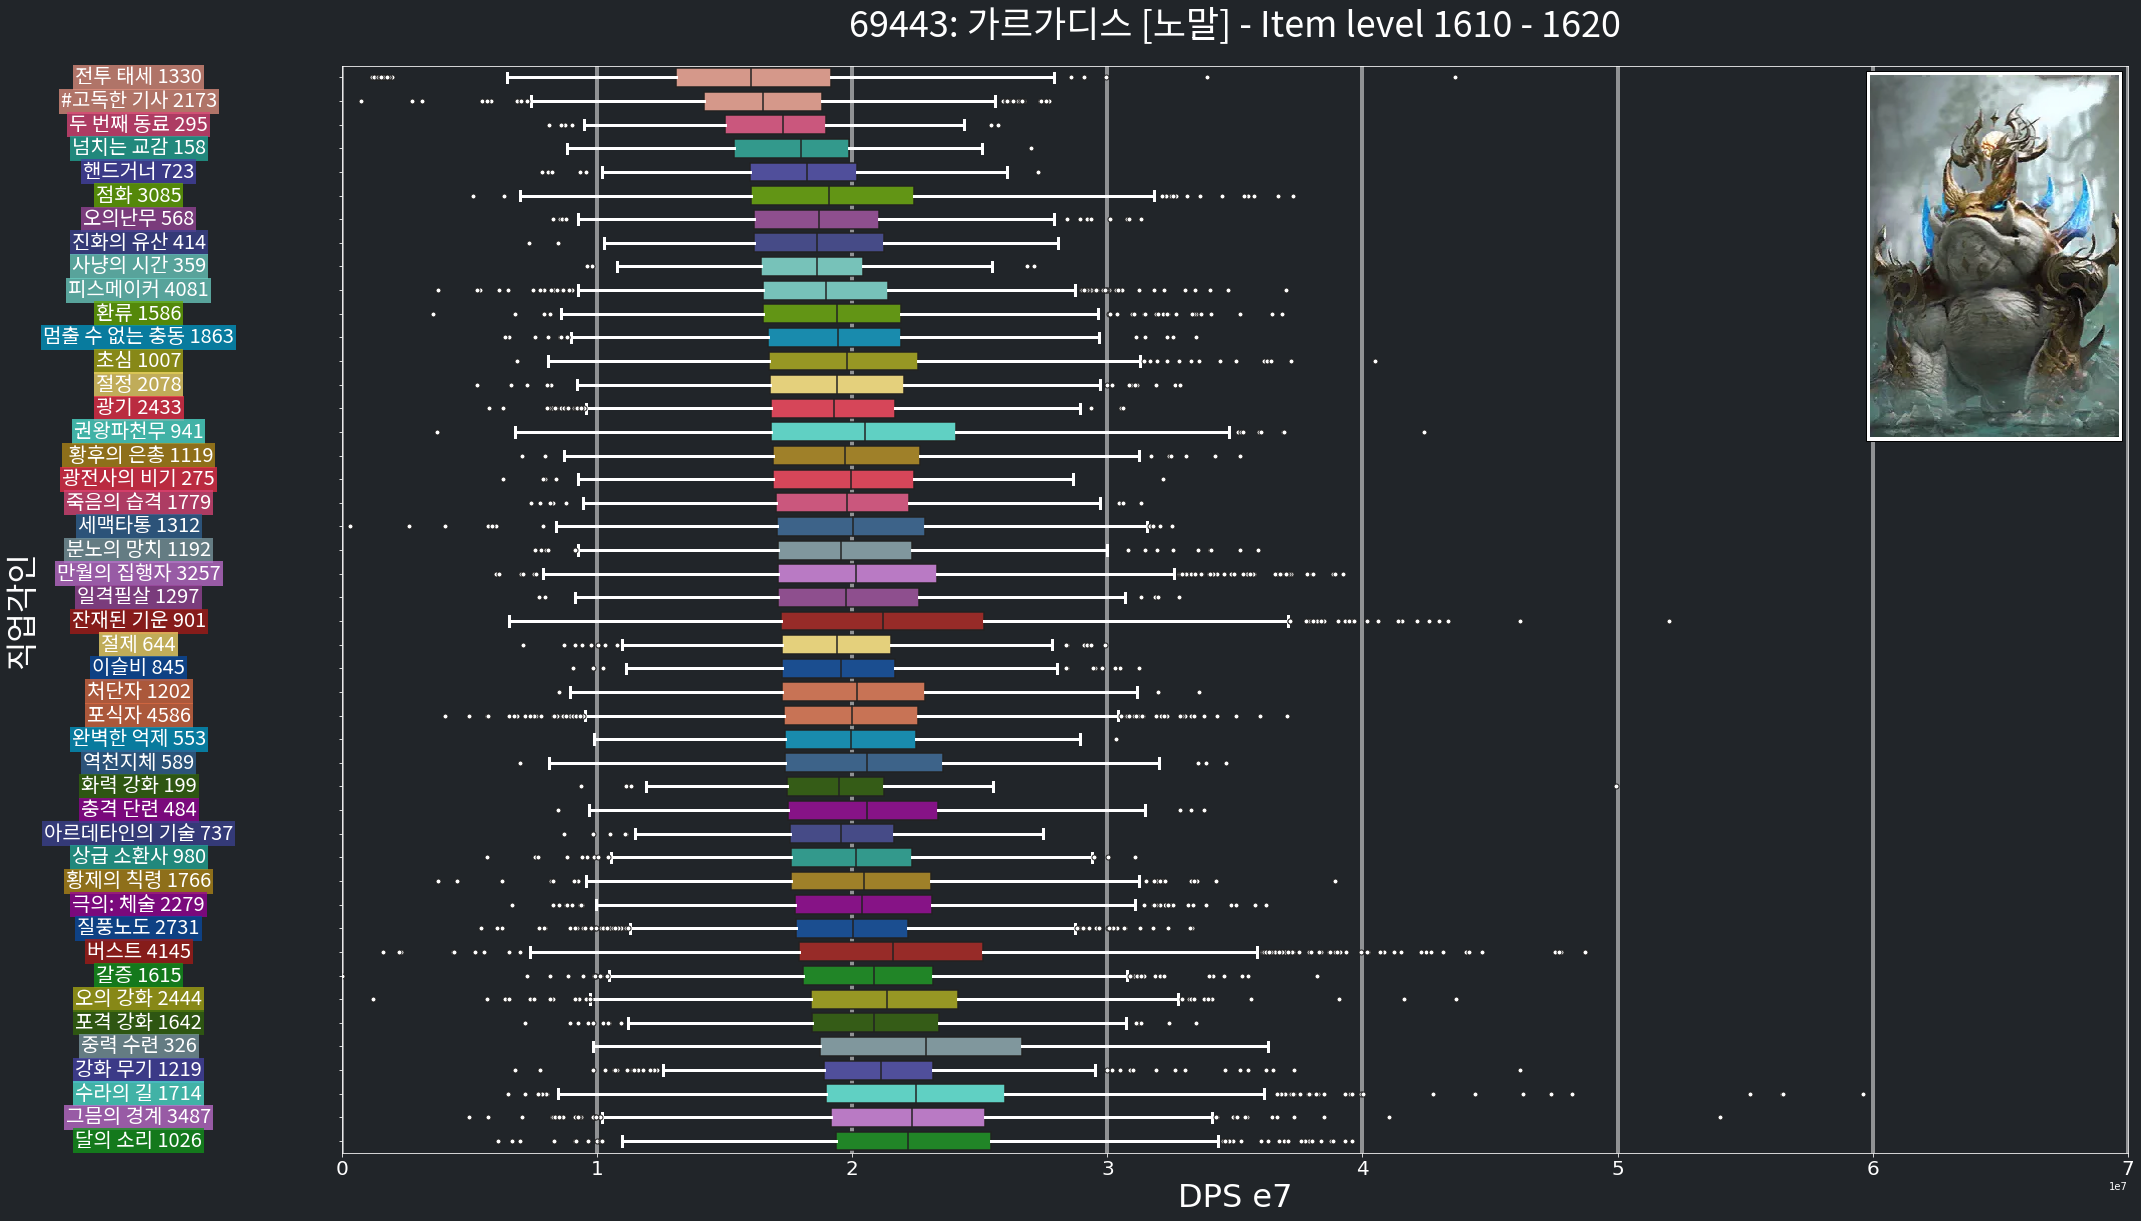 69443: 가르가디스 [노말] - Item level 1610 - 1620
전투 태세 1330
#고독한 기사 2173
두 번째 동료 295
넘치는 교감 158
핸드거너 723
점화 3085
오의난무 568
진화의 유산 414
사냥의 시간 359
피스메이커 4081
환류 1586
멈출 수 없는 충동 1863
초심 1007
절정 2078
광기 2433
권왕파천무 941
황후의 은총 1119
광전사의 비기 275
죽음의 습격 1779
세맥타통 1312
분노의 망치 1192
만월의 집행자 3257
일격필살 1297
잔재된 기운 901
절제 644
이슬비 845
처단자 1202
포식자 4586
완벽한 억제 553
역천지체 589
화력 강화 199
충격 단련 484
아르데타인의 기술 737
상급 소환사 980
황제의 칙령 1766
극의: 체술 2279
질풍노도 2731
버스트 4145
갈증 1615
오의 강화 2444
포격 강화 1642
중력 수련 326
강화 무기 1219
수라의 길 1714
그믐의 경계 3487
달의 소리 1026
직업각인
0 1 2 3 4 5 6 7
1e7
DPS e7